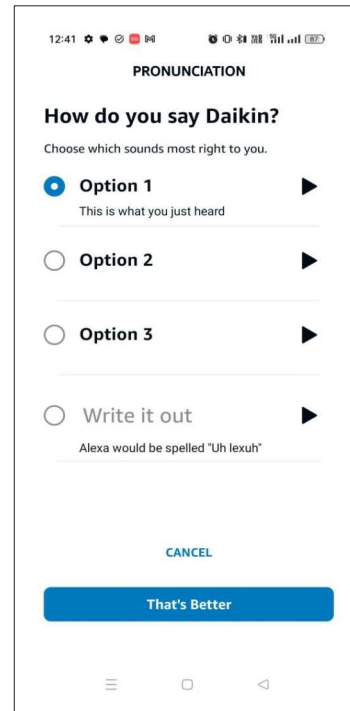 12:41
87
PRONUNCIATION
How do you say Daikin?
Choose which sounds most right to you.
Option 1
This is what you just heard
Option 2
Option 3
Write it out
Alexa would be spelled "Uh lexuh"
CANCEL
That's Better